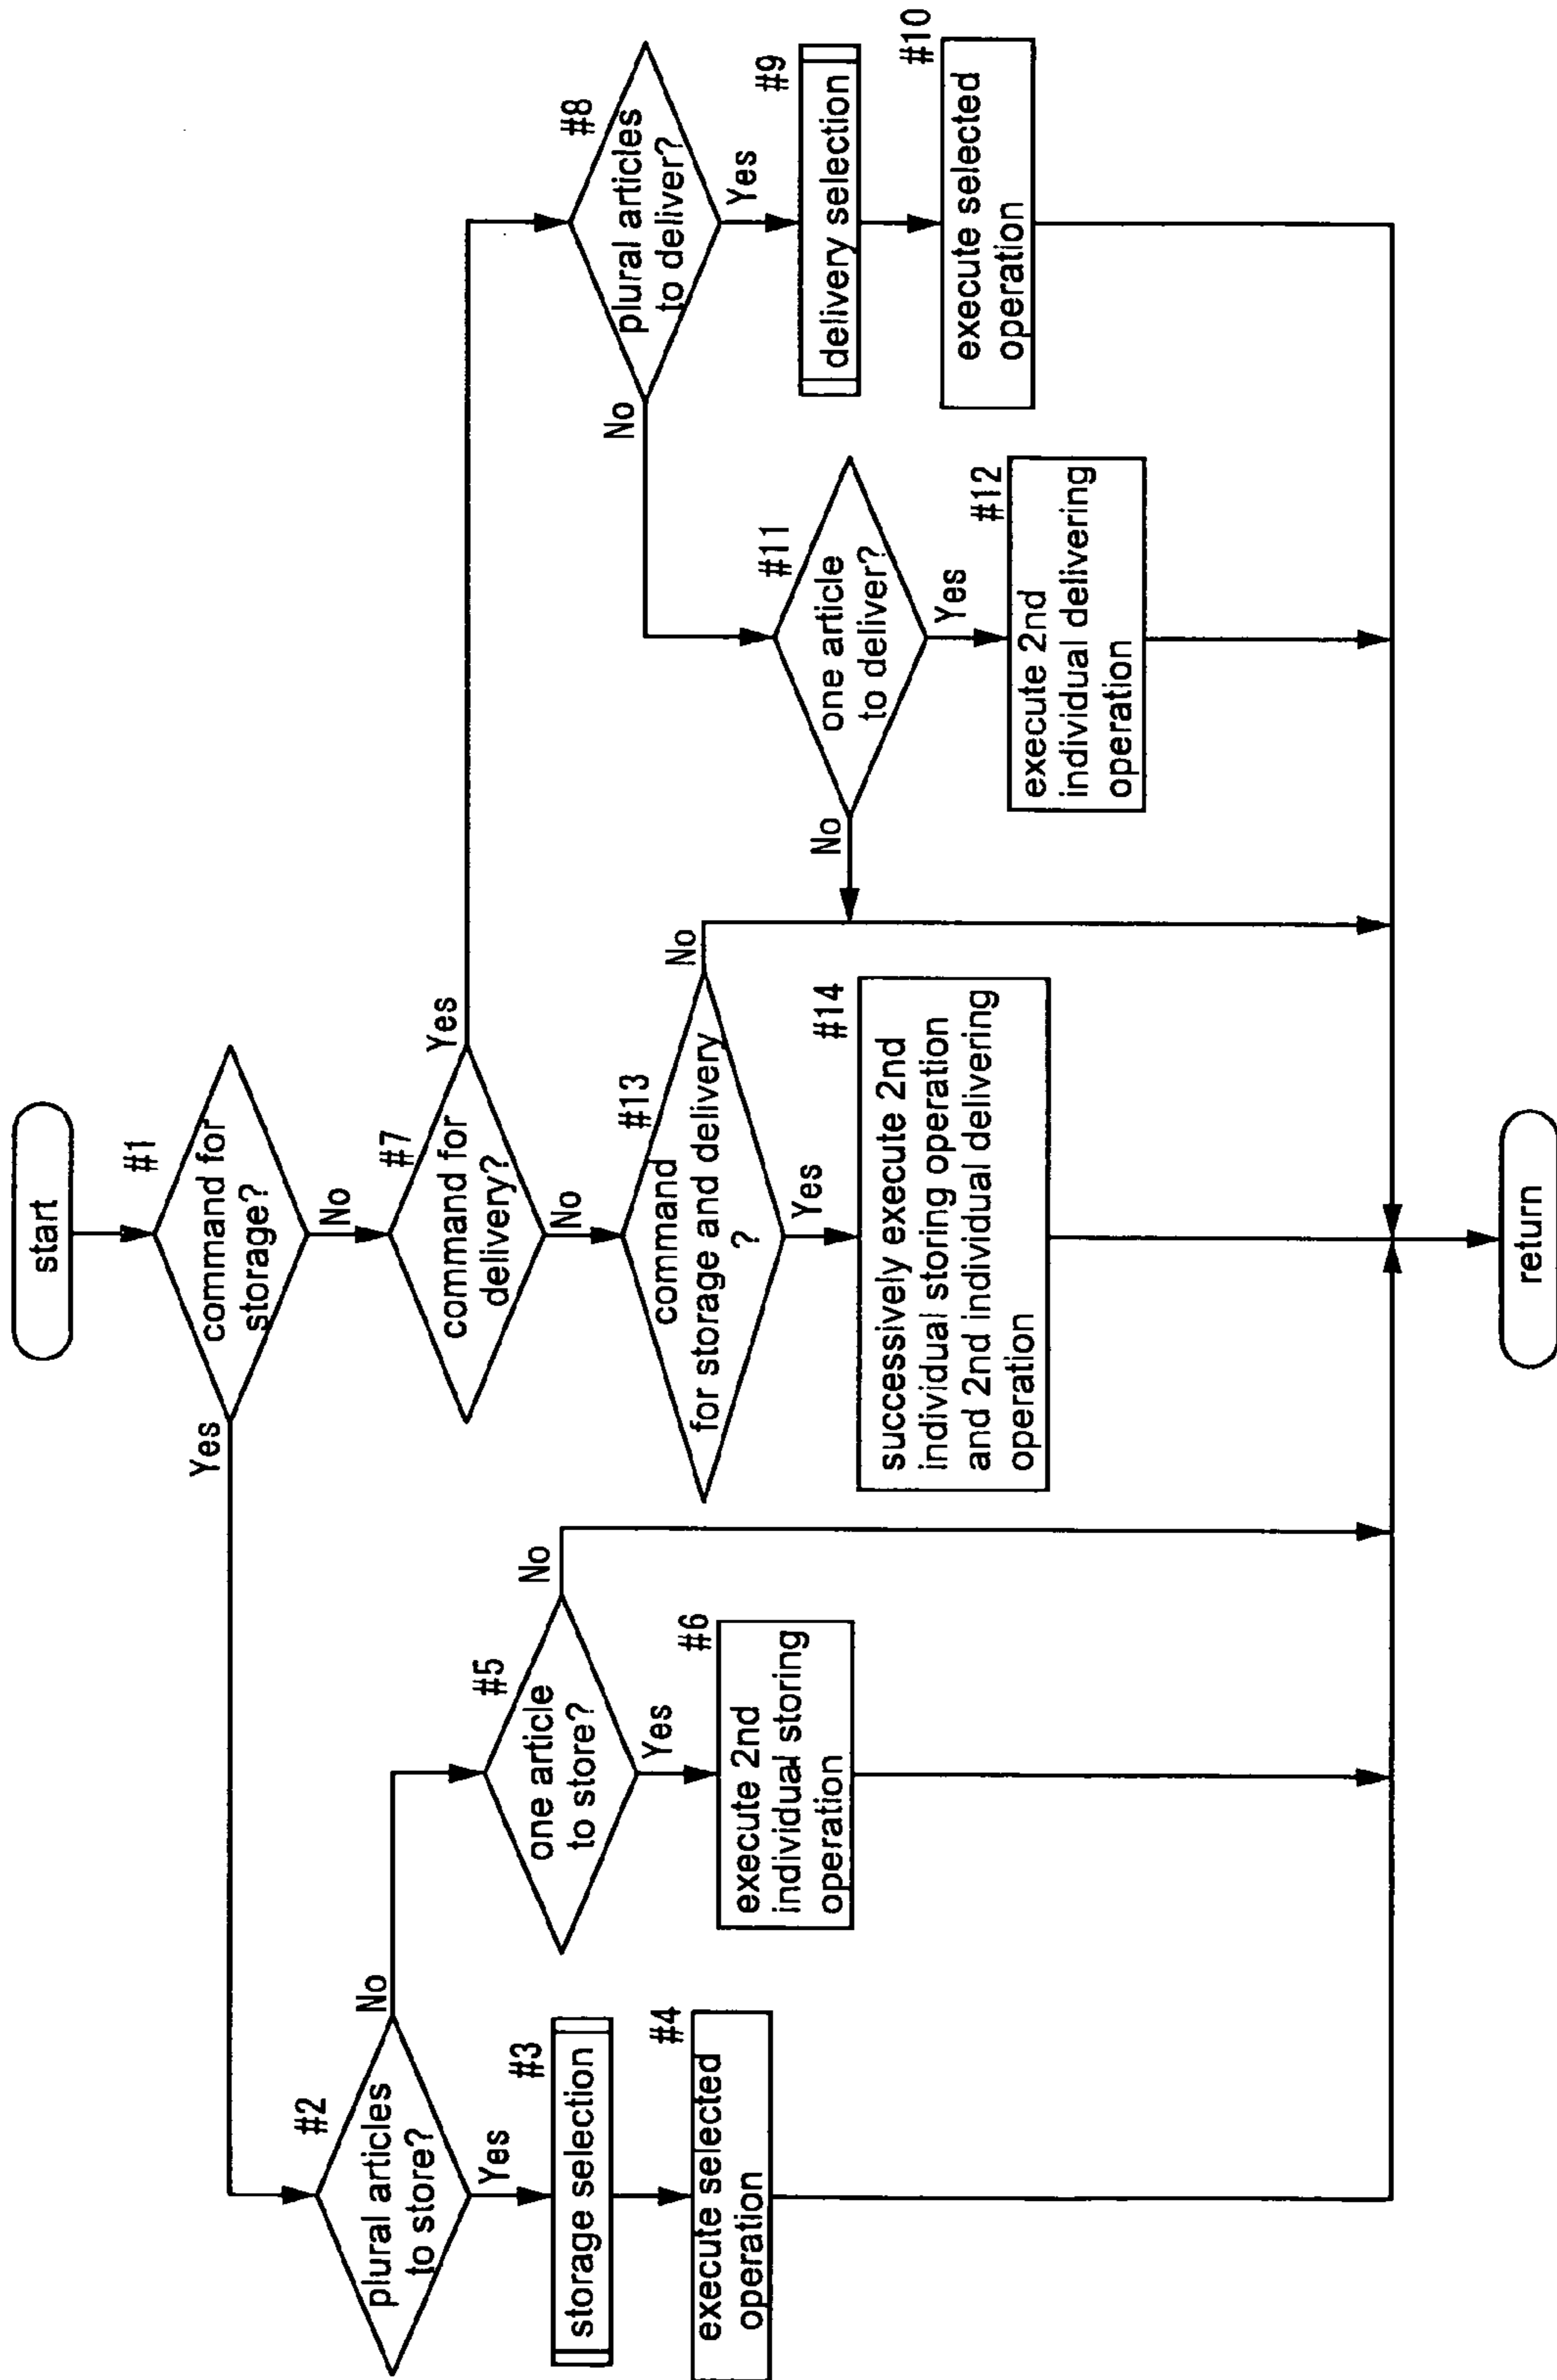 start
#1
command for
storage?
Yes
No
#2
plural articles
to store?
No
Yes
#3
storage selection
#4
execute selected
operation
#5
one article
to store?
No
Yes
#6
execute 2nd
individual storing
operation
#7
command for
delivery?
Yes
No
#13
command
for storage and delivery
?
No
Yes
#14
successively execute 2nd
individual storing operation
and 2nd individual delivering
operation
#8
plural articles
to deliver?
No
Yes
#9
delivery selection
#10
execute selected
operation
#11
one article
to deliver?
No
Yes
#12
execute 2nd
individual delivering
operation
return